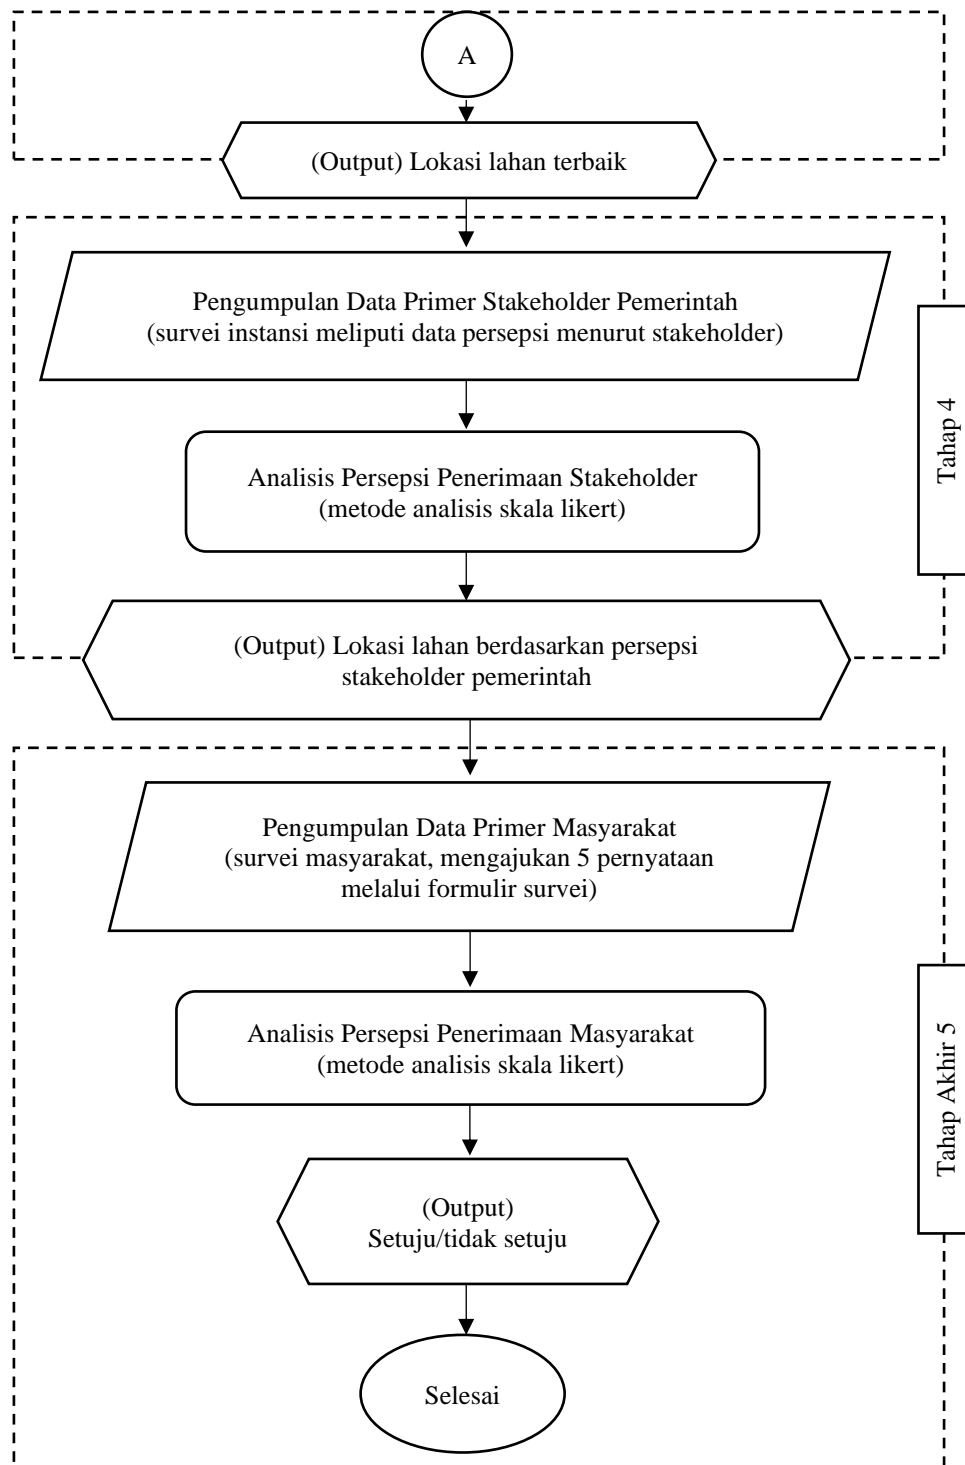 A
(Output) Lokasi lahan terbaik
Pengumpulan Data Primer Stakeholder Pemerintah
(survei instansi meliputi data persepsi menurut stakeholder)
Tahap 4
Analisis Persepsi Penerimaan Stakeholder
(metode analisis skala likert)
(Output) Lokasi lahan berdasarkan persepsi
stakeholder pemerintah
Pengumpulan Data Primer Masyarakat
(survei masyarakat, mengajukan 5 pernyataan
melalui formulir survei)
Tahap Akhir 5
Analisis Persepsi Penerimaan Masyarakat
(metode analisis skala likert)
(Output)
Setuju/tidak setuju
Selesai